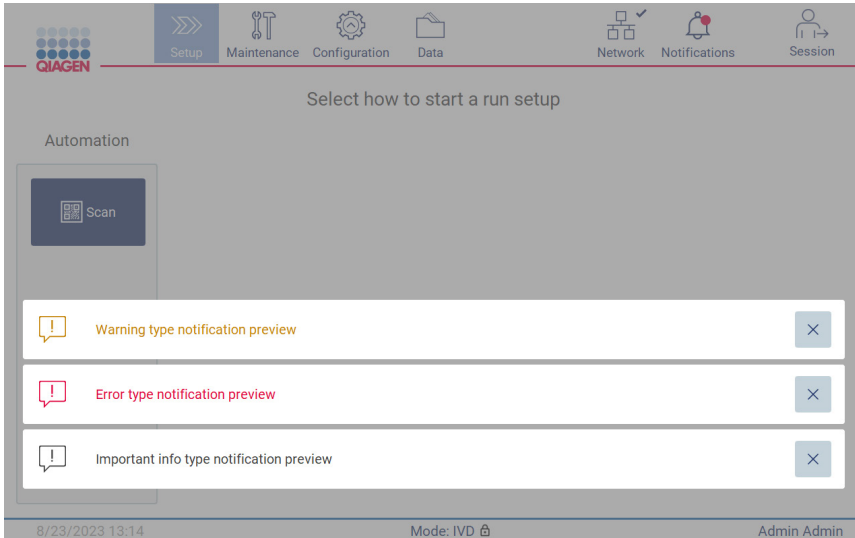 QIAGEN
Setup
Maintenance
Configuration
Data
Network
Notifications
Session
Select how to start a run setup
Automation
Scan
Warning type notification preview
Error type notification preview
Important info type notification preview
8/23/2023 13:14
Mode: IVD
Admin Admin